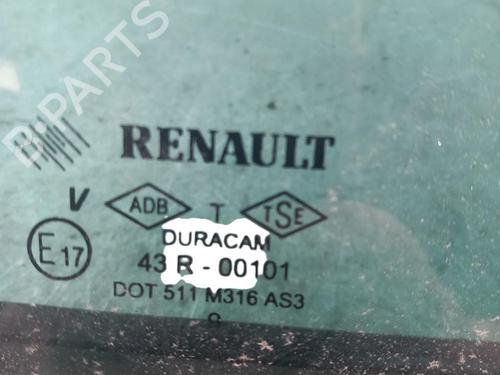 B-PARTS
RENAULT
V ADB T TSE
E17 DURACAM
43 R - 00101
DOT 511 M316 AS3